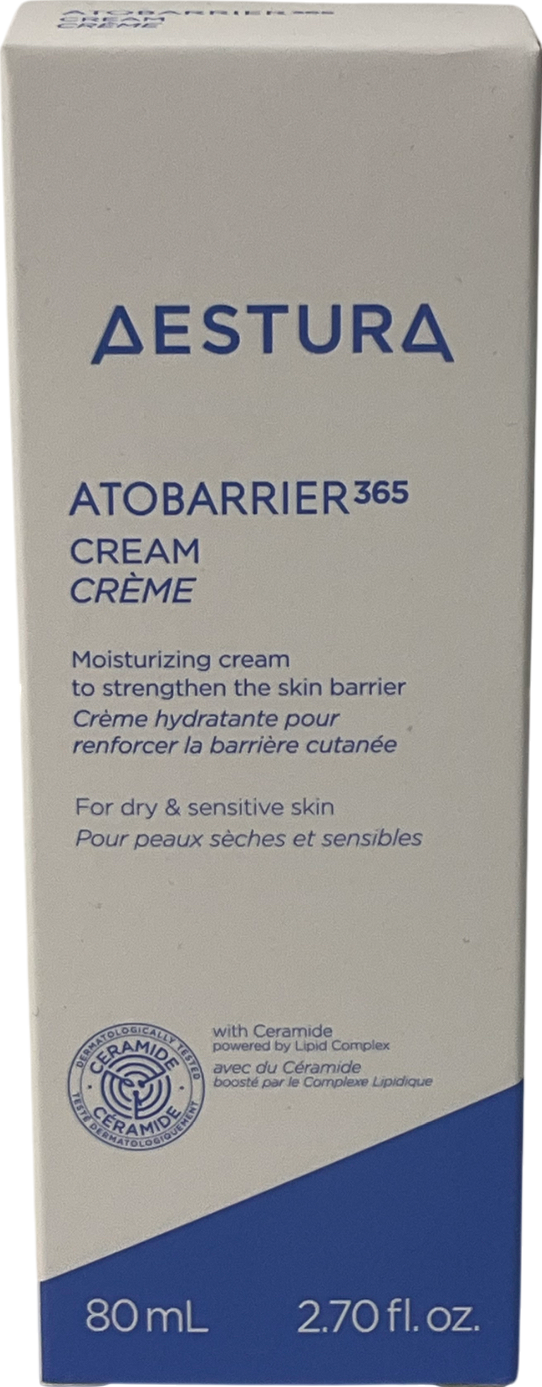 ATOBARRIER365
CREAM
CRÈME
AESTURA
ATOBARRIER365
CREAM
CRÈME
Moisturizing cream
to strengthen the skin barrier
Crème hydratante pour
renforcer la barrière cutanée
For dry & sensitive skin
Pour peaux sèches et sensibles
DERMATOLOGICALLY TESTED
CERAMIDE
CÉRAMIDE
TESTÉ DERMATOLOGIQUEMENT
with Ceramide
powered by Lipid Complex
avec du Céramide
boosté par le Complexe Lipidique
80 mL 2.70 fl. oz.